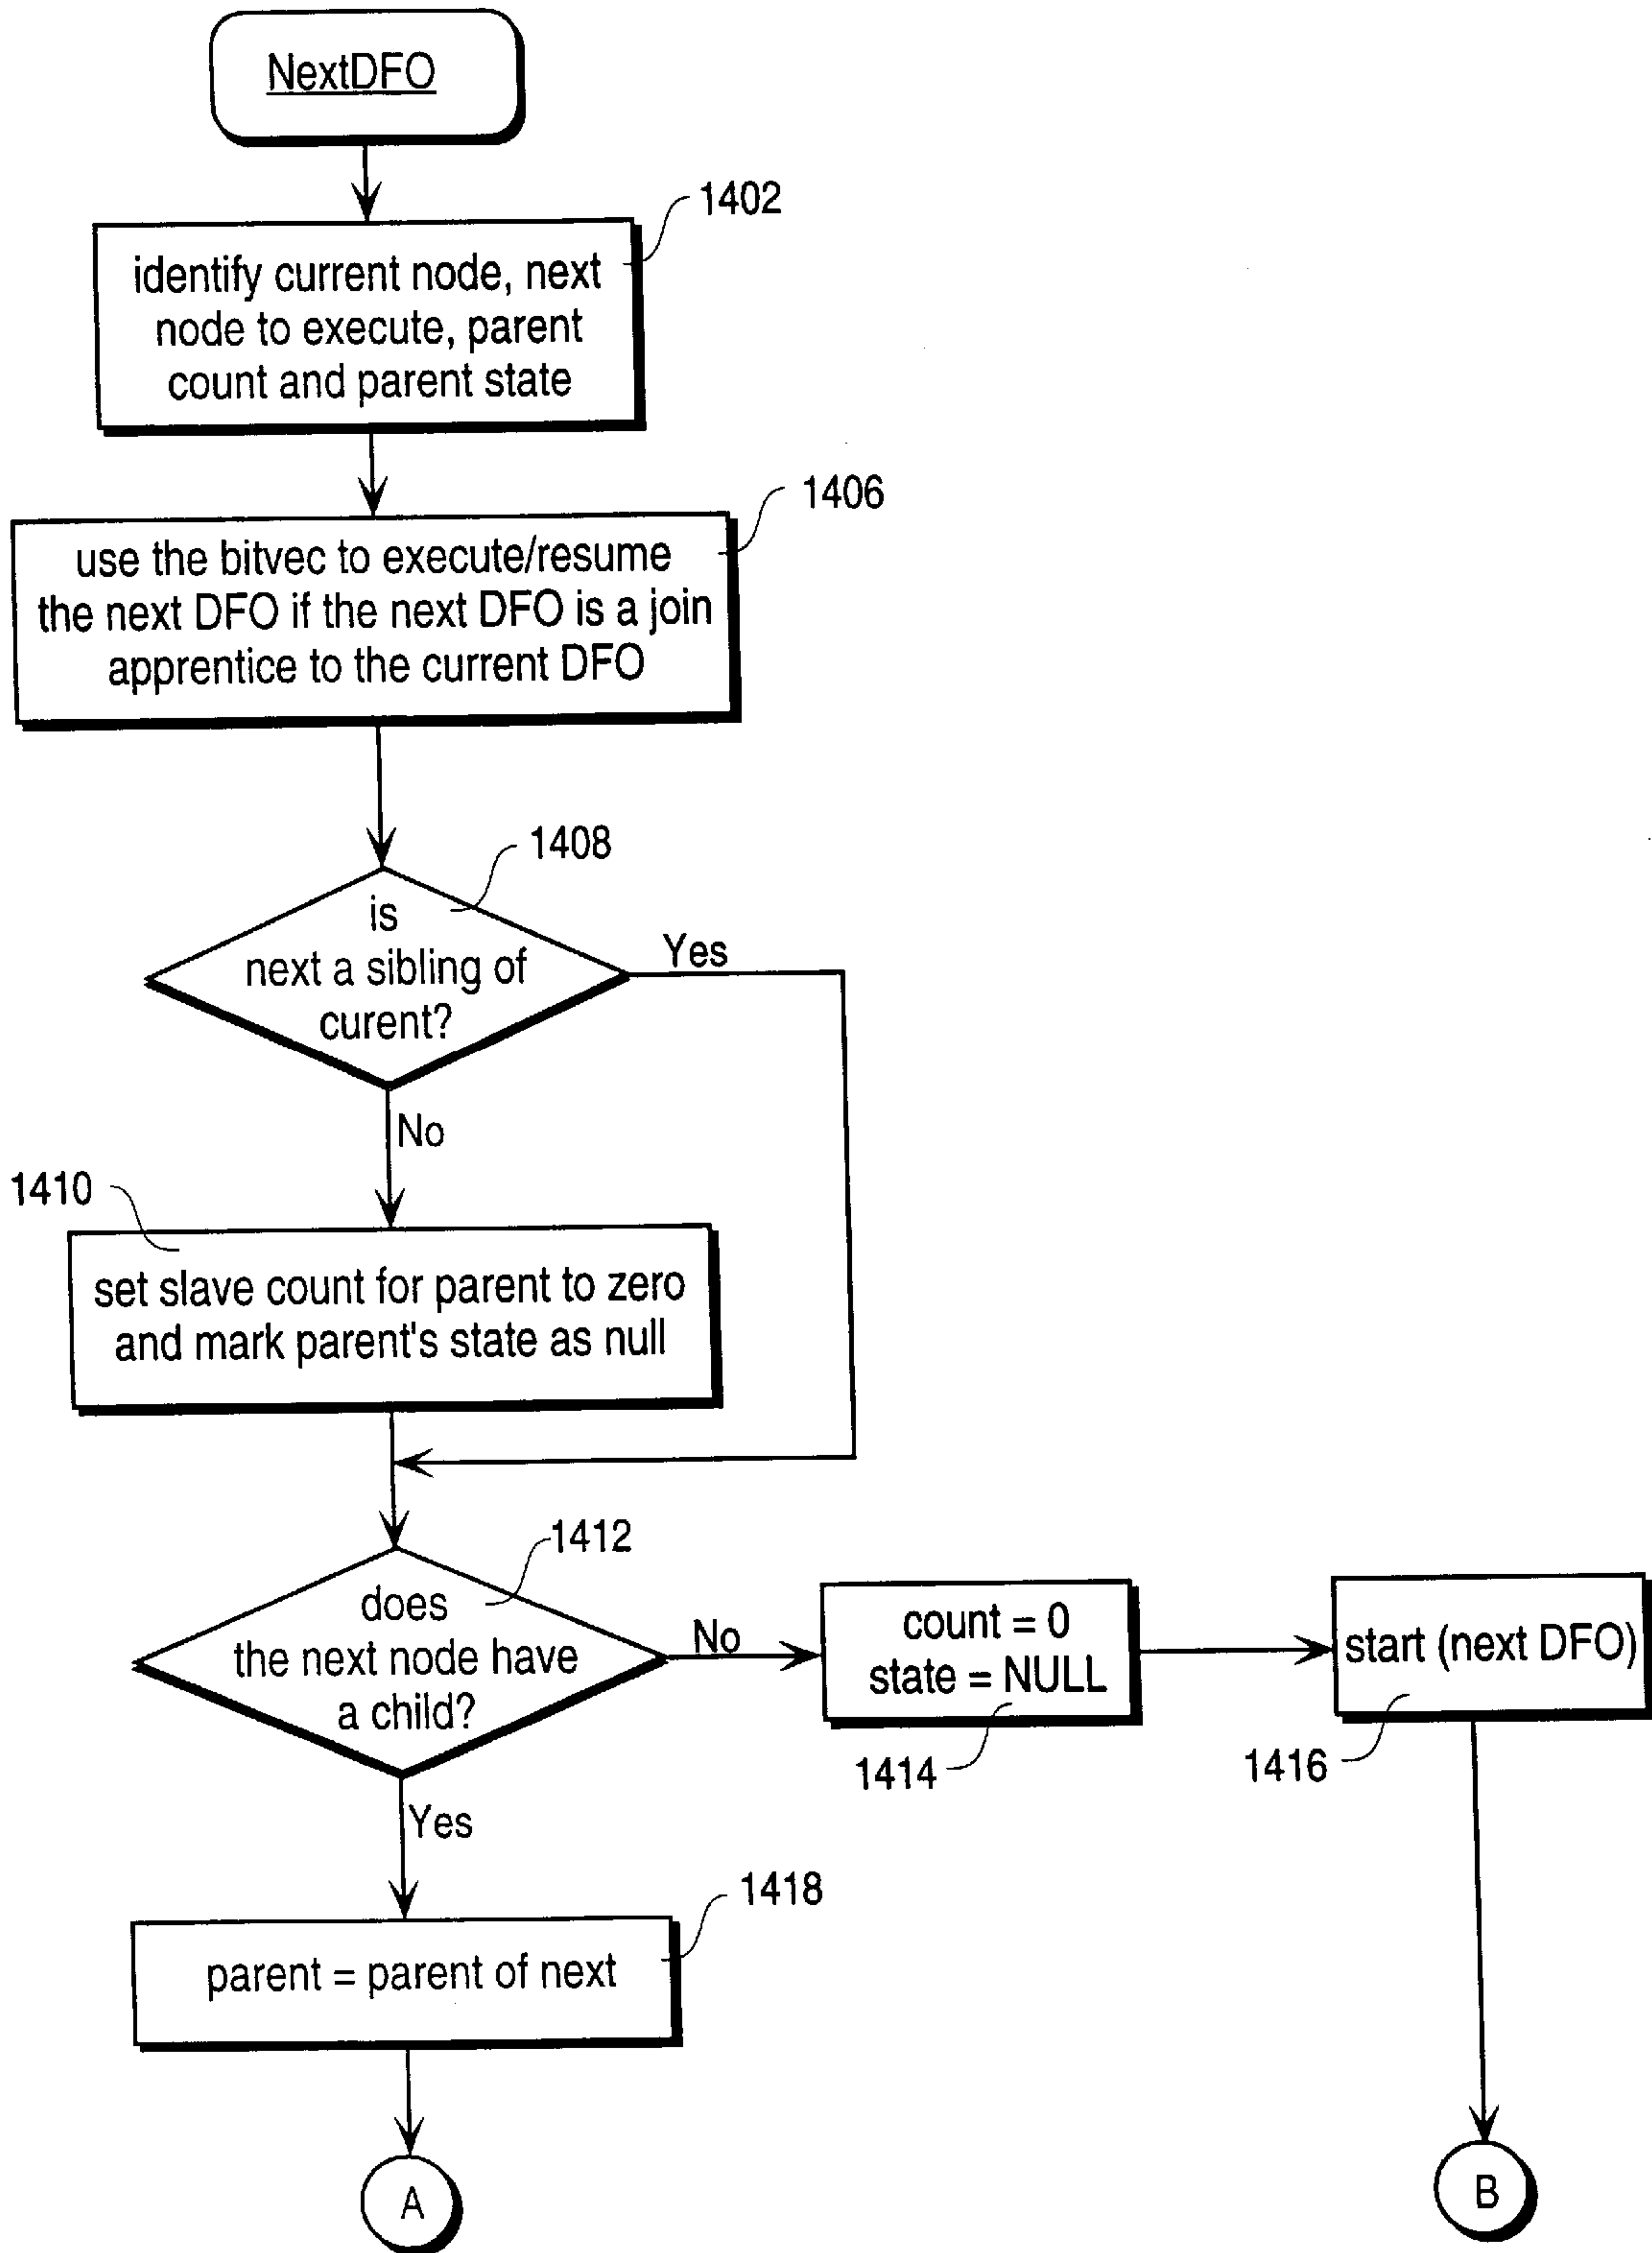 NextDFO
1402
identify current node, next
node to execute, parent
count and parent state
1406
use the bitvec to execute/resume
the next DFO if the next DFO is a join
apprentice to the current DFO
1408
is
next a sibling of
curent?
Yes
No
1410
set slave count for parent to zero
and mark parent's state as null
1412
does
the next node have
a child?
No
count = 0
state = NULL
1414
start (next DFO)
1416
Yes
1418
parent = parent of next
A
B